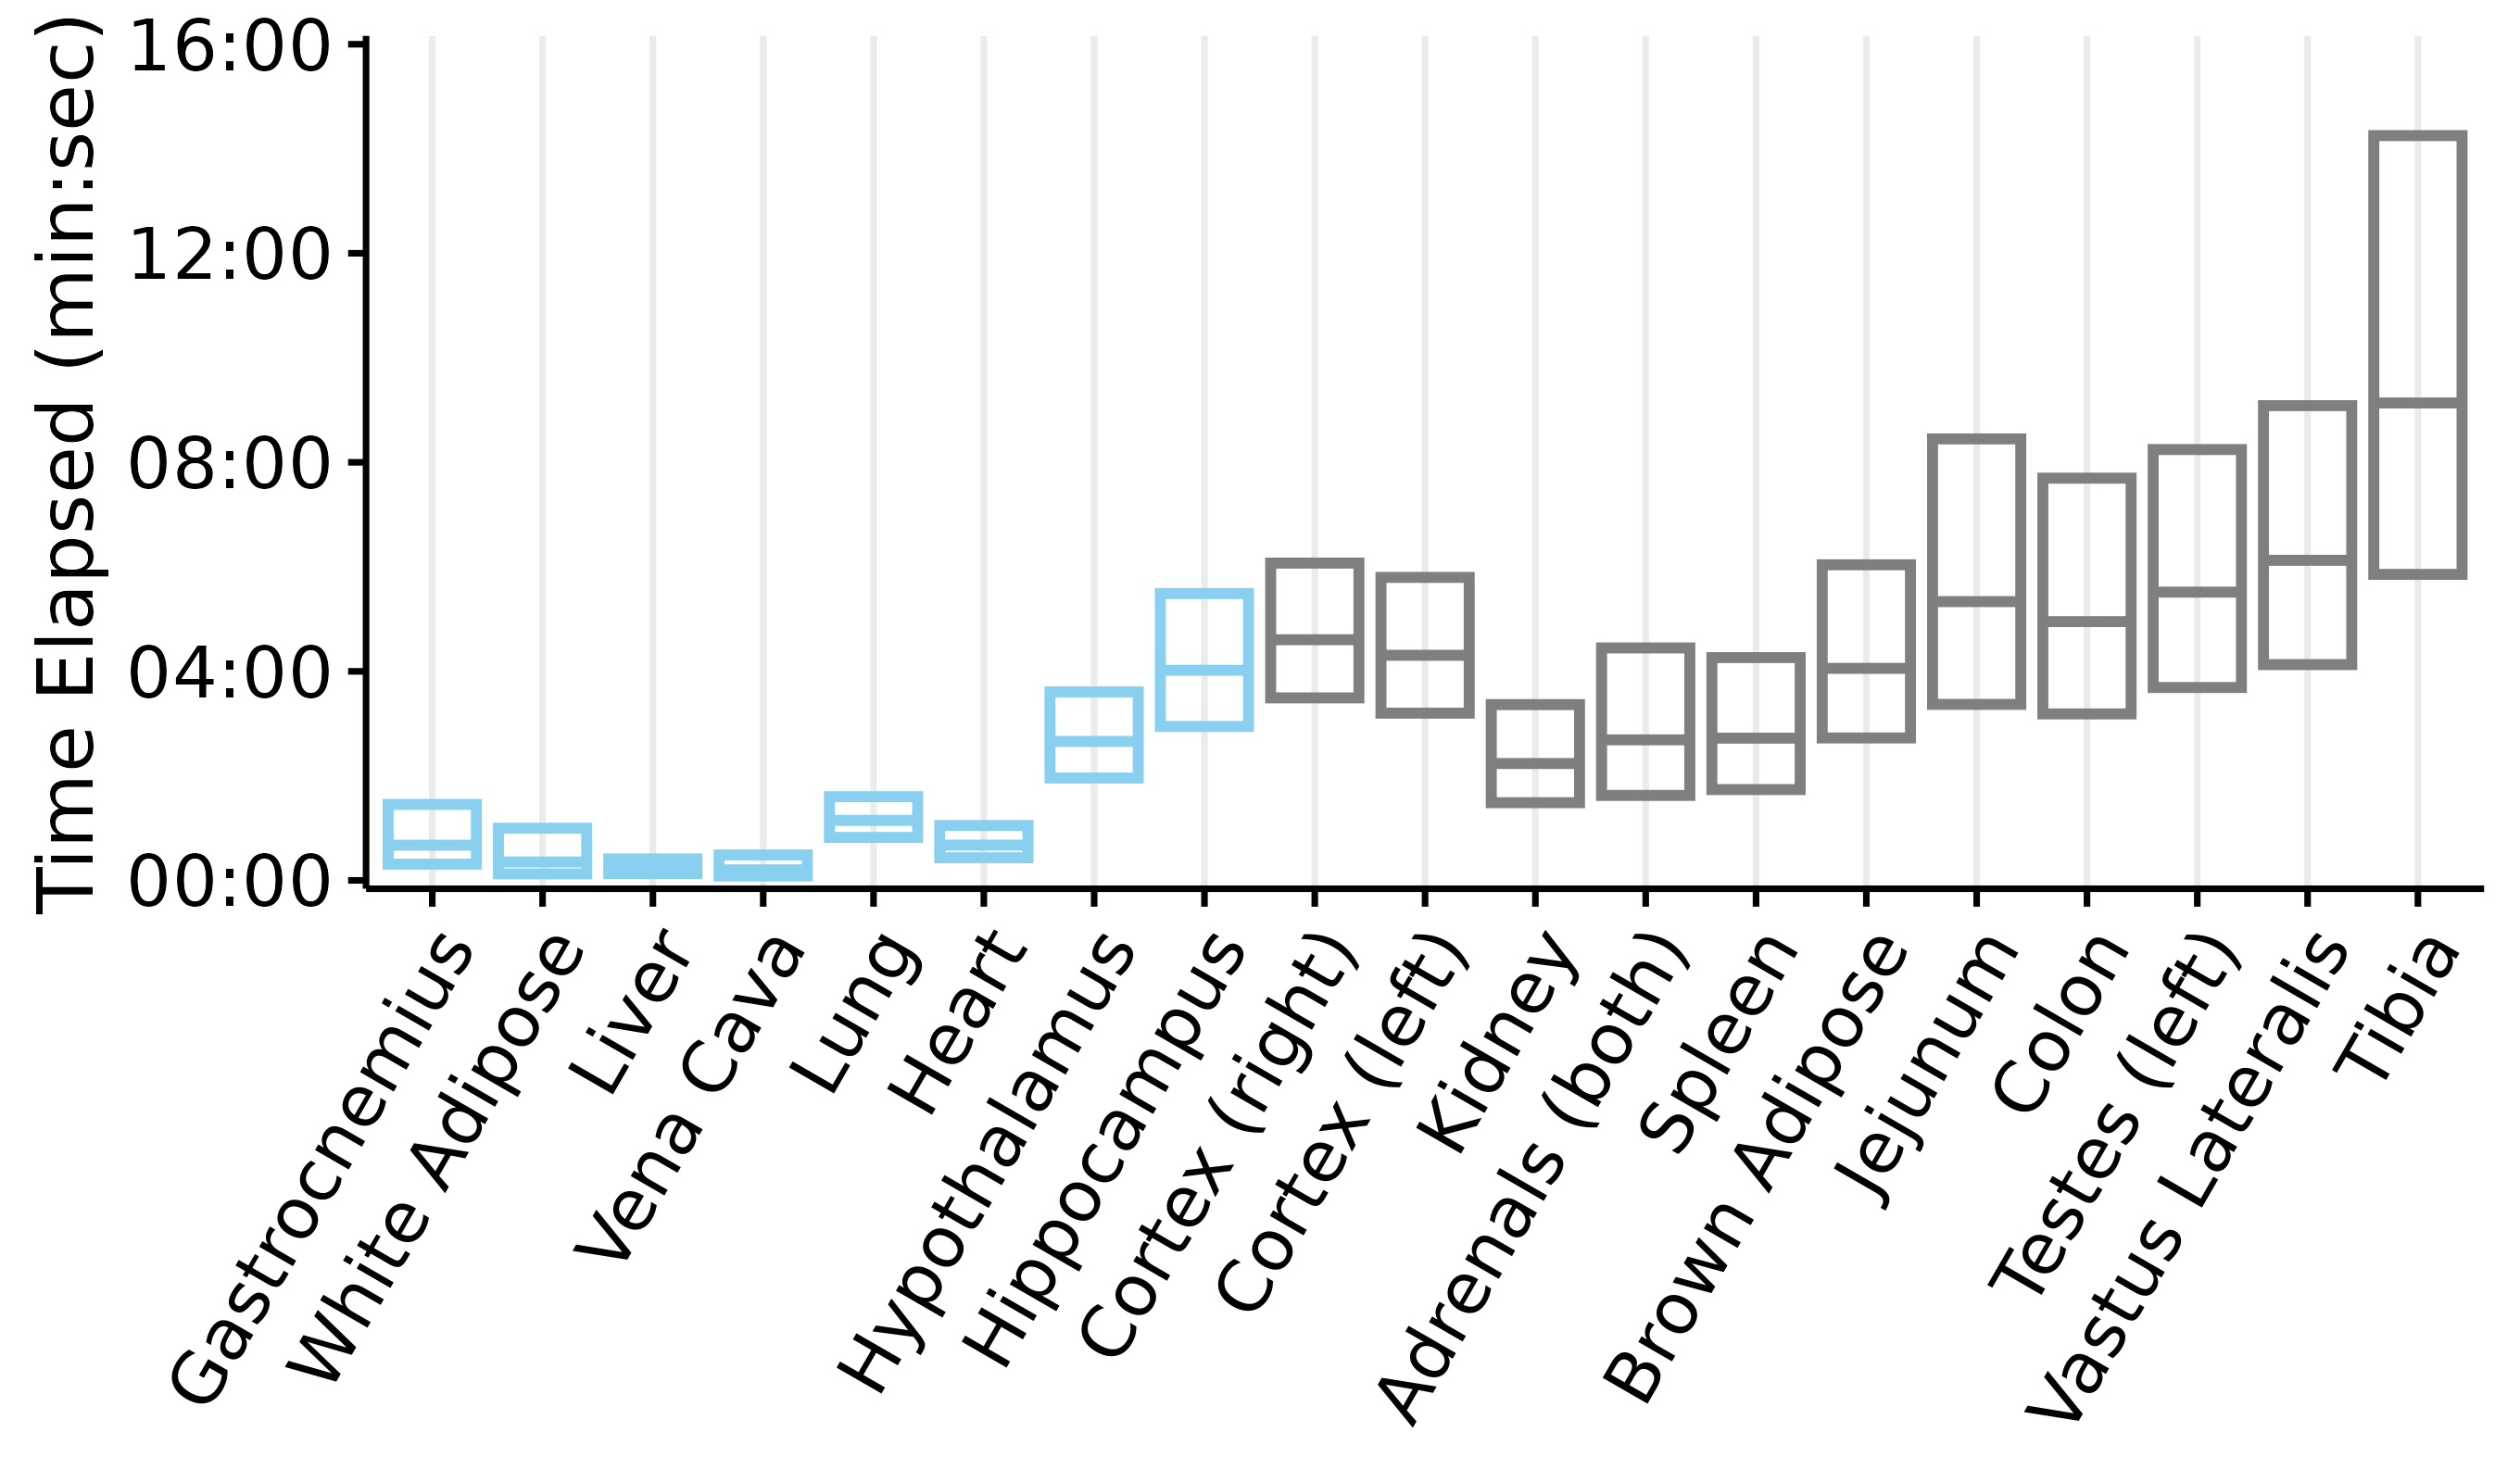 Time Elapsed (min:sec)
16:00
12:00
08:00
04:00
00:00
Gastrocnemius
White Adipose
Liver
Vena Cava
Lung
Heart
Hypothalamus
Hippocampus
Cortex (right)
Cortex (left)
Kidney
Adrenals (both)
Spleen
Brown Adipose
Jejunum
Colon
Testes (left)
Vastus Lateralis
Tibia